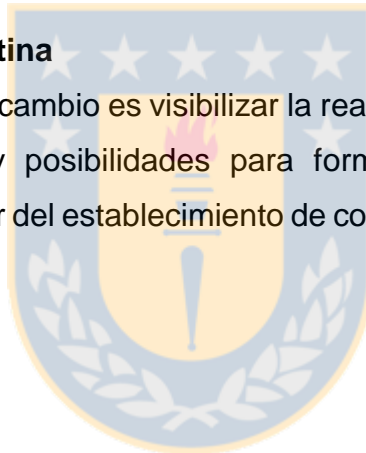 tina
cambio es visibilizar la rea
y posibilidades para form
r del establecimiento de co